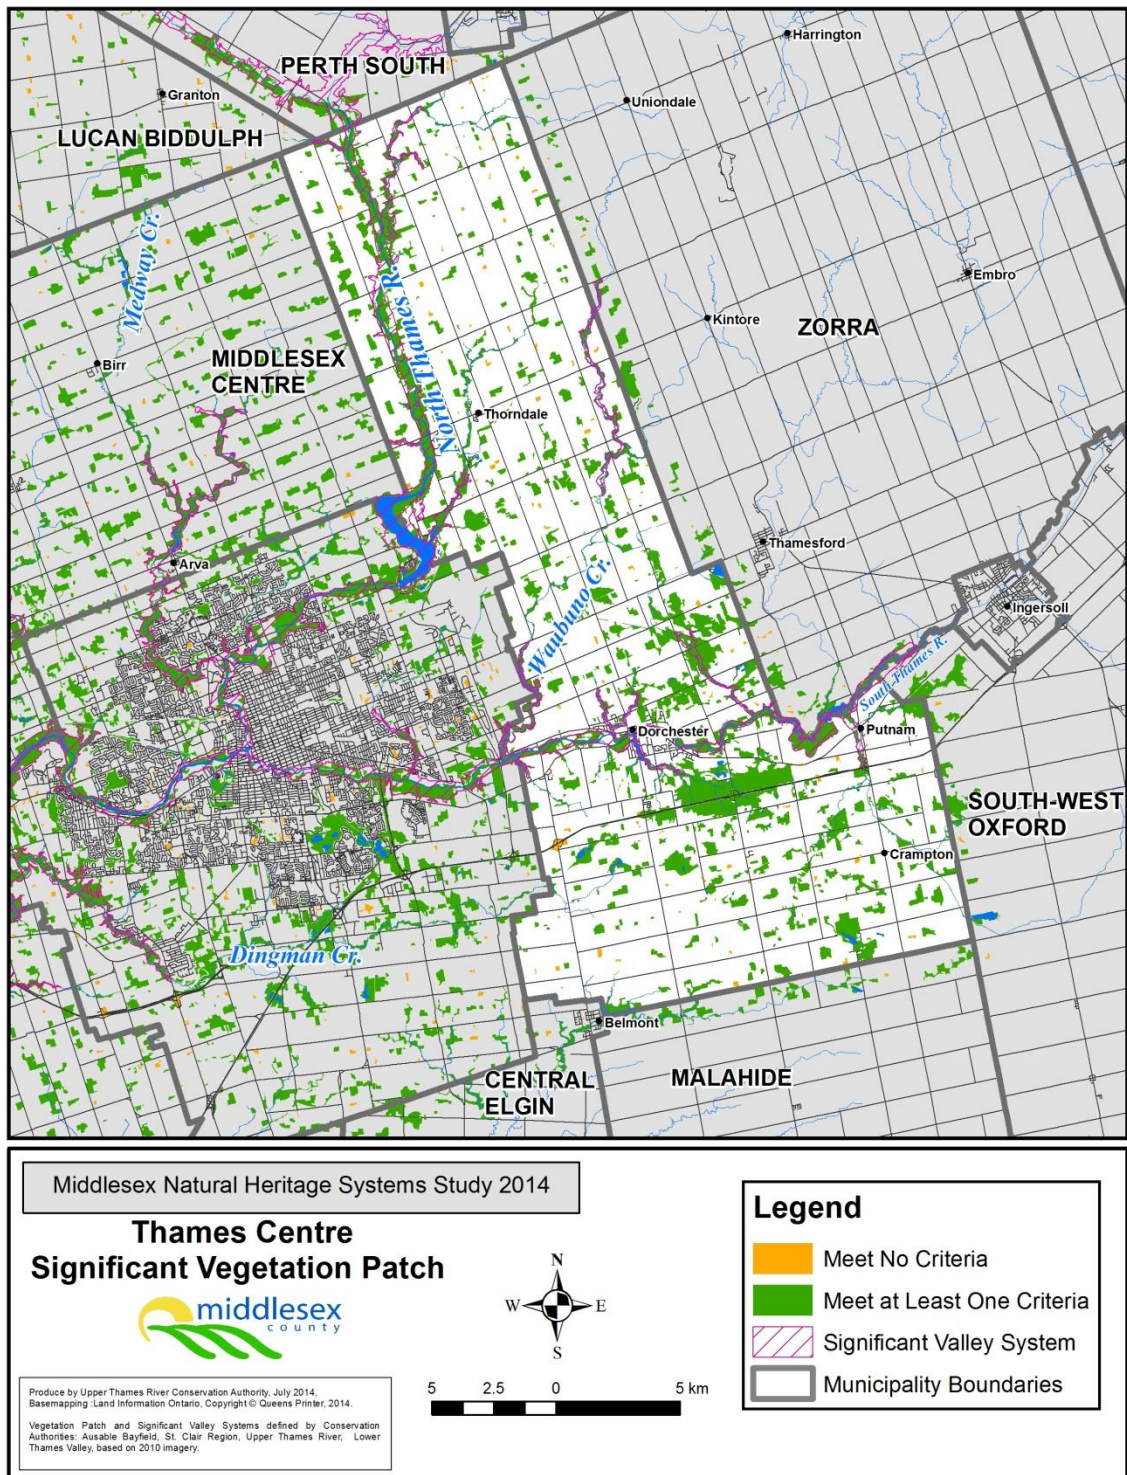 Harrington
PERTH SOUTH
Granton
Uniondale
LUCAN BIDDULPH
Medway Cr.
Embro
North Thames R.
Kintore
ZORRA
Birr
MIDDLESEX
CENTRE
Thorndale
Thamesford
Arva
Ingersoll
Waubuno Cr.
South Thames R.
Dorchester
Putnam
SOUTH-WEST
OXFORD
Crampton
Dingman Cr.
Belmont
CENTRAL
ELGIN
MALAHIDE
Middlesex Natural Heritage Systems Study 2014
Thames Centre
Significant Vegetation Patch
middlesex
county
Produce by Upper Thames River Conservation Authority, July 2014,
Basemapping :Land Information Ontario, Copyright © Queens Printer, 2014.
Vegetation Patch and Significant Valley Systems defined by Conservation
Authorities: Ausable Bayfield, St. Clair Region, Upper Thames River, Lower
Thames Valley, based on 2010 imagery.
N
W E
S
5 2.5 0 5 km
Legend
Meet No Criteria
Meet at Least One Criteria
Significant Valley System
Municipality Boundaries